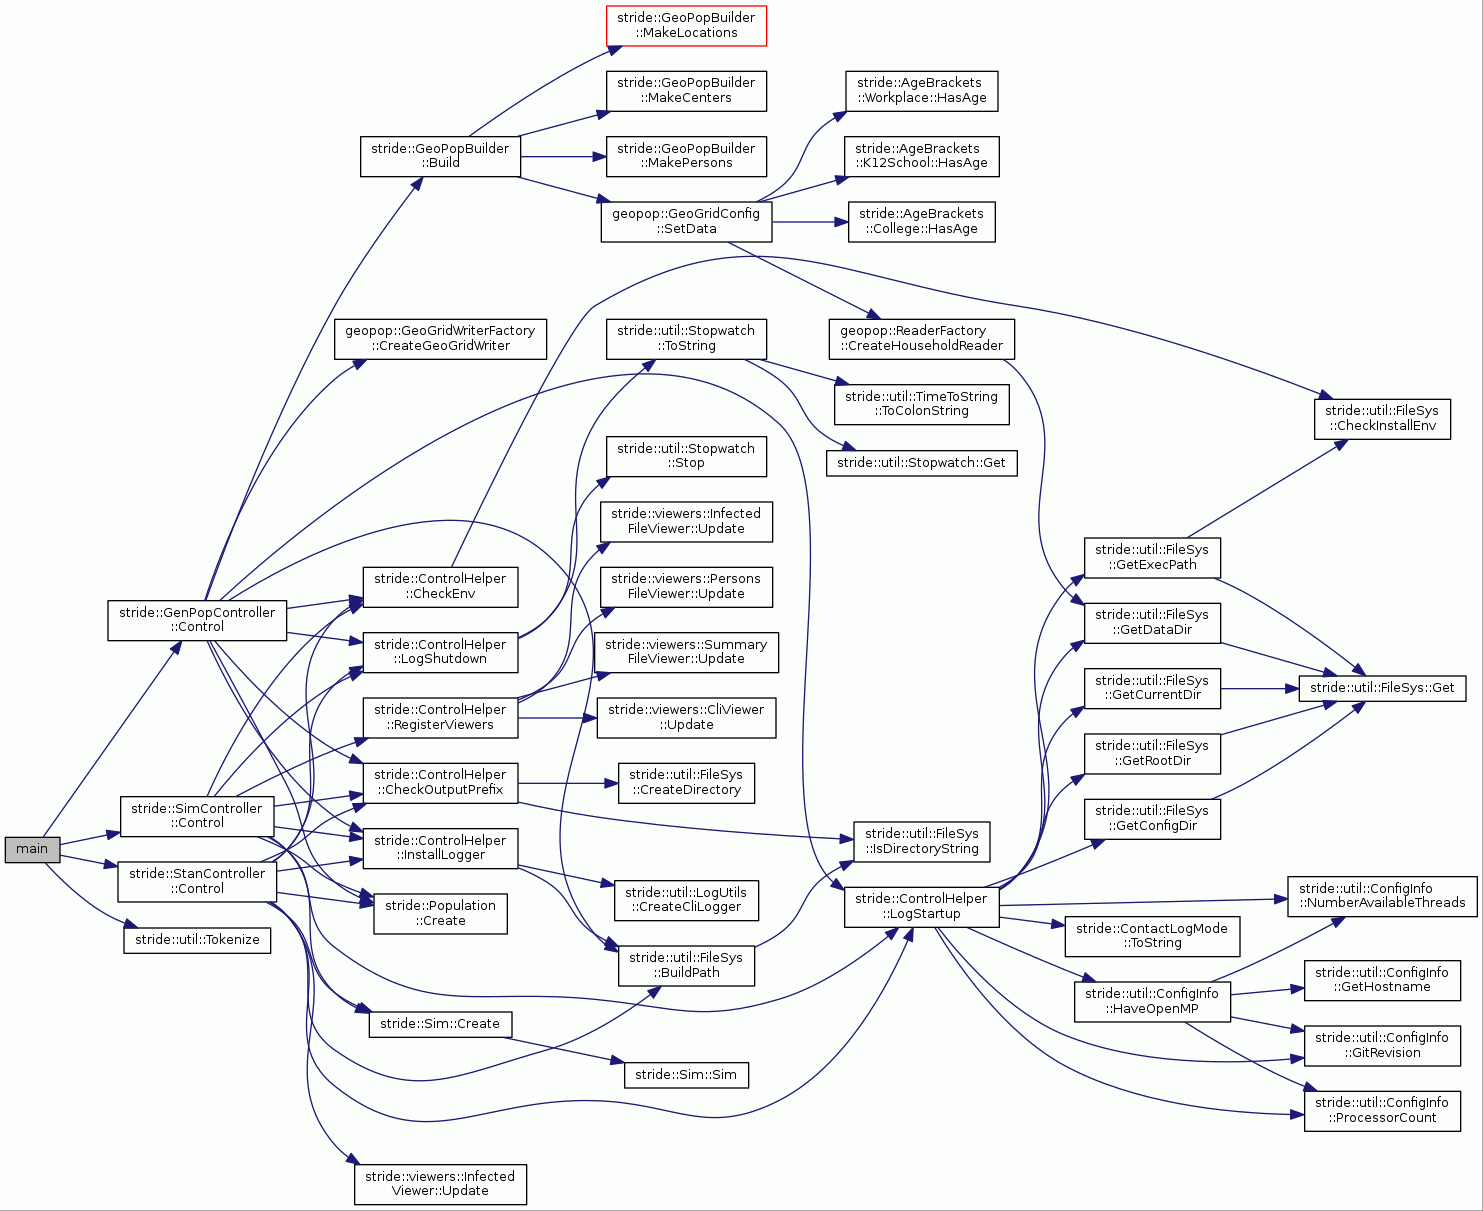 stride::GeoPopBuilder
::MakeLocations
stride::GeoPopBuilder
::MakeCenters
stride::AgeBrackets
::Workplace::HasAge
stride::GeoPopBuilder
::Build
stride::GeoPopBuilder
::MakePersons
stride::AgeBrackets
::K12School::HasAge
geopop::GeoGridConfig
::SetData
stride::AgeBrackets
::College::HasAge
geopop::GeoGridWriterFactory
::CreateGeoGridWriter
stride::util::Stopwatch
::ToString
geopop::ReaderFactory
::CreateHouseholdReader
stride::util::TimeToString
::ToColonString
stride::util::FileSys
::CheckInstallEnv
stride::util::Stopwatch
::Stop
stride::util::Stopwatch::Get
stride::viewers::Infected
FileViewer::Update
stride::util::FileSys
::GetExecPath
stride::ControlHelper
::CheckEnv
stride::viewers::Persons
FileViewer::Update
stride::GenPopController
::Control
stride::util::FileSys
::GetDataDir
stride::ControlHelper
::LogShutdown
stride::viewers::Summary
FileViewer::Update
stride::util::FileSys
::GetCurrentDir
stride::util::FileSys::Get
stride::ControlHelper
::RegisterViewers
stride::viewers::CliViewer
::Update
stride::util::FileSys
::GetRootDir
stride::ControlHelper
::CheckOutputPrefix
stride::util::FileSys
::CreateDirectory
stride::SimController
::Control
stride::util::FileSys
::GetConfigDir
main
stride::ControlHelper
::InstallLogger
stride::util::FileSys
::IsDirectoryString
stride::StanController
::Control
stride::util::LogUtils
::CreateCliLogger
stride::ControlHelper
::LogStartup
stride::util::ConfigInfo
::NumberAvailableThreads
stride::Population
::Create
stride::util::Tokenize
stride::ContactLogMode
::ToString
stride::util::FileSys
::BuildPath
stride::util::ConfigInfo
::GetHostname
stride::util::ConfigInfo
::HaveOpenMP
stride::Sim::Create
stride::util::ConfigInfo
::GitRevision
stride::Sim::Sim
stride::util::ConfigInfo
::ProcessorCount
stride::viewers::Infected
Viewer::Update